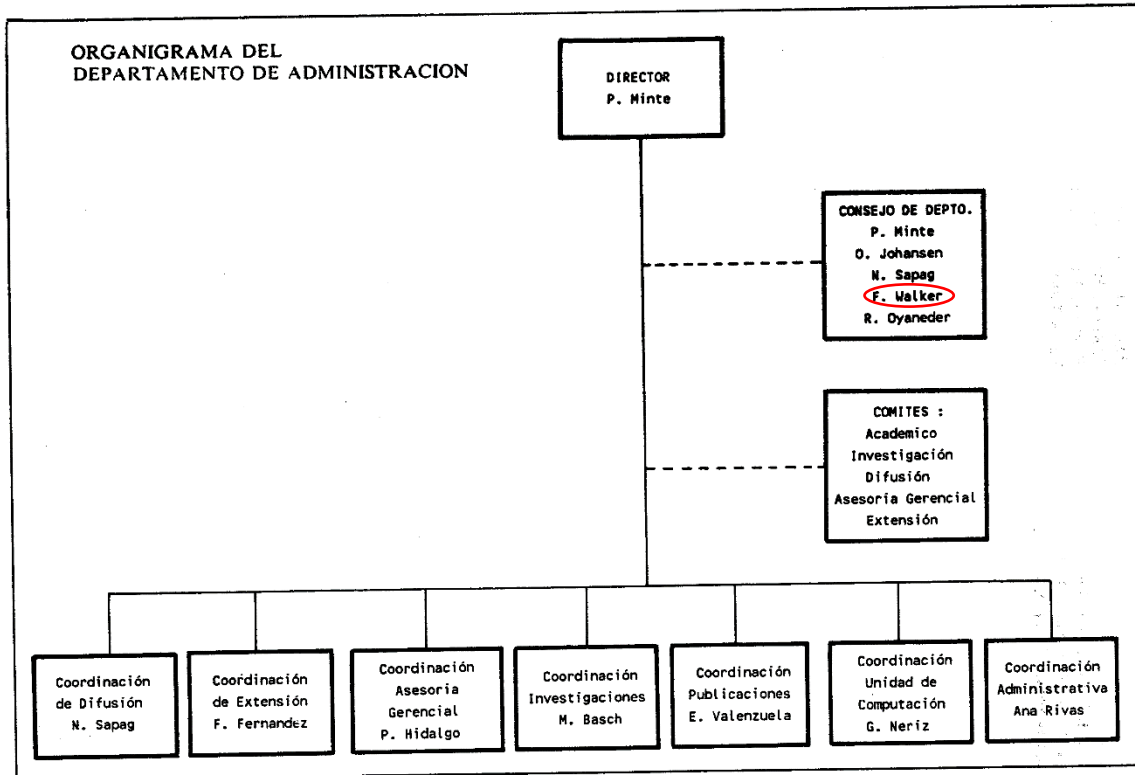 ORGANIGRAMA DEL
DEPARTAMENTO DE ADMINISTRACION
DIRECTOR
P. Minte
CONSEJO DE DEPTO.
P. Minte
O. Johansen
N. Sapag
F. Walker
R. Oyaneder
COMITES :
Academico
Investigación
Difusión
Asesoría Gerencial
Extensión
Coordinación
de Difusión
N. Sapag
Coordinación
de Extensión
F. Fernandez
Coordinación
Asesoria
Gerencial
P. Hidalgo
Coordinación
Investigaciones
M. Basch
Coordinación
Publicaciones
E. Valenzuela
Coordinación
Unidad de
Computación
G. Neriz
Coordinación
Administrativa
Ana Rivas